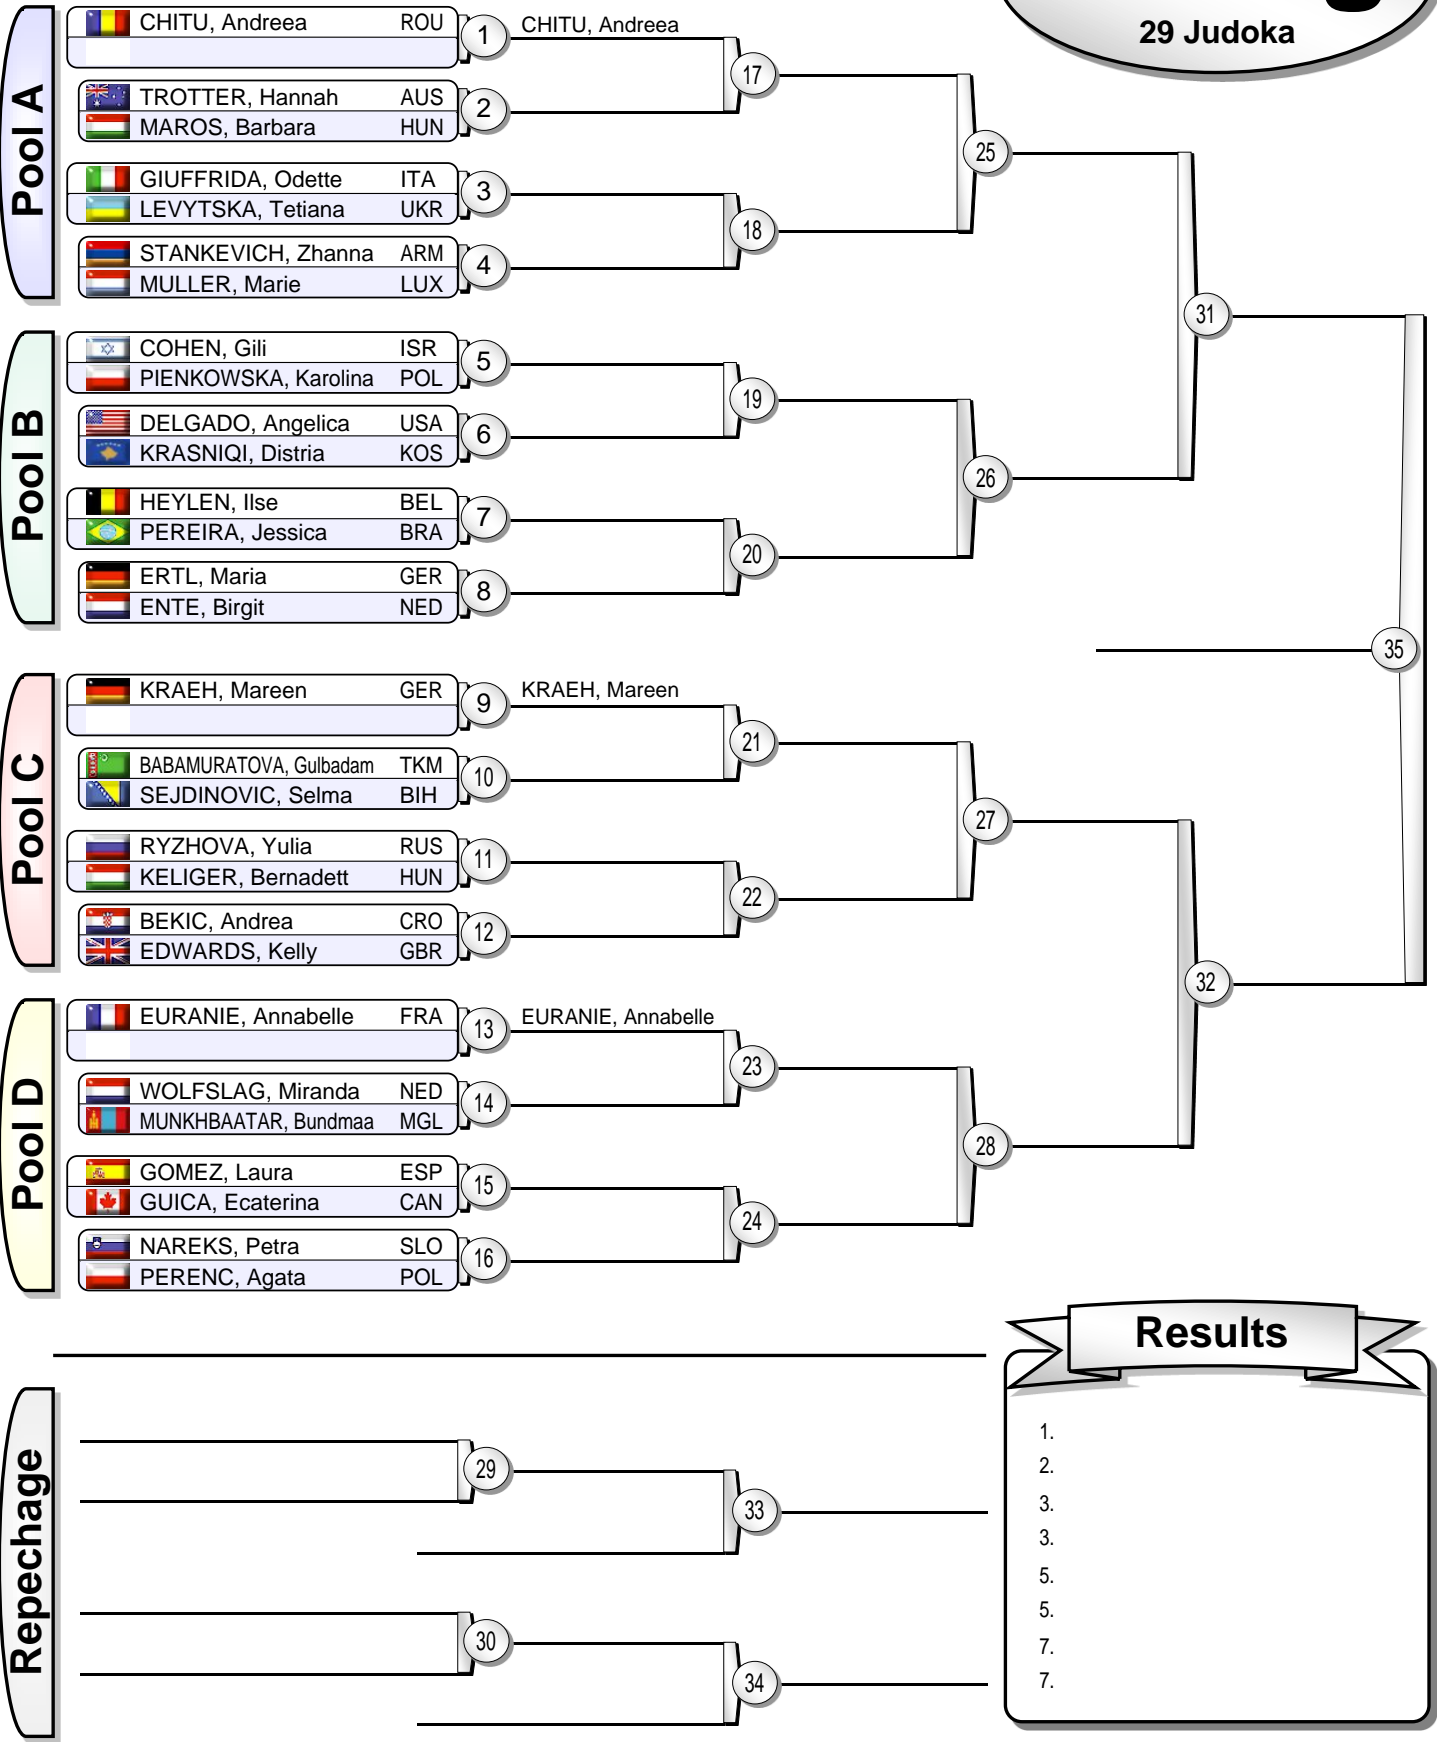 29 Judoka
Pool A
CHITU, Andreea ROU
1
CHITU, Andreea
17
TROTTER, Hannah AUS
MAROS, Barbara HUN
2
25
GIUFFRIDA, Odette ITA
LEVYTSKA, Tetiana UKR
3
18
STANKEVICH, Zhanna ARM
MULLER, Marie LUX
4
31
Pool B
COHEN, Gili ISR
PIENKOWSKA, Karolina POL
5
19
DELGADO, Angelica USA
KRASNIQI, Distria KOS
6
26
HEYLEN, Ilse BEL
PEREIRA, Jessica BRA
7
20
ERTL, Maria GER
ENTE, Birgit NED
8
35
Pool C
KRAEH, Mareen GER
9
KRAEH, Mareen
21
BABAMURATOVA, Gulbadam TKM
SEJDINOVIC, Selma BIH
10
27
RYZHOVA, Yulia RUS
KELIGER, Bernadett HUN
11
22
BEKIC, Andrea CRO
EDWARDS, Kelly GBR
12
32
Pool D
EURANIE, Annabelle FRA
13
EURANIE, Annabelle
23
WOLFSLAG, Miranda NED
MUNKHBAATAR, Bundmaa MGL
14
28
GOMEZ, Laura ESP
GUICA, Ecaterina CAN
15
24
NAREKS, Petra SLO
PERENC, Agata POL
16
Repechage
29
33
30
34
Results
1.
2.
3.
3.
5.
5.
7.
7.